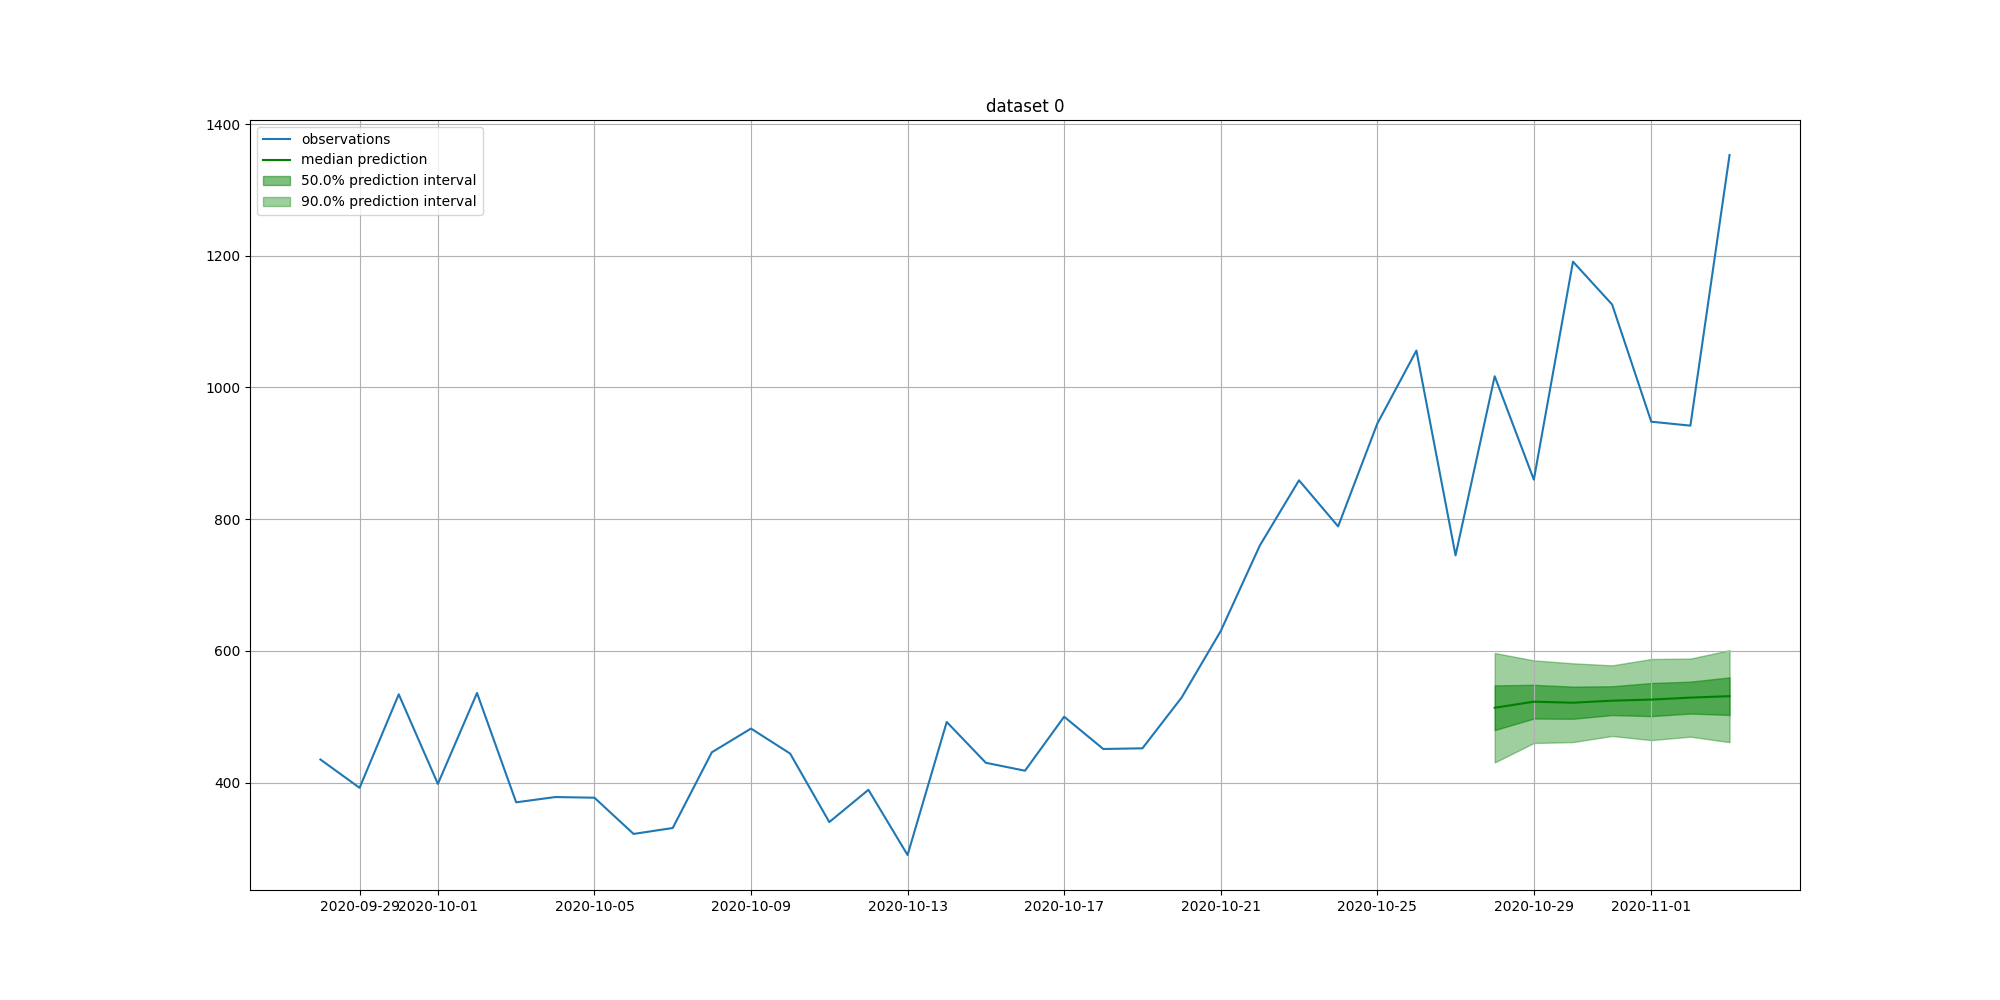 dataset 0
observations
median prediction
50.0% prediction interval
90.0% prediction interval
1400
1200
1000
800
600
400
2020-09-29 2020-10-01 2020-10-05 2020-10-09 2020-10-13 2020-10-17 2020-10-21 2020-10-25 2020-10-29 2020-11-01